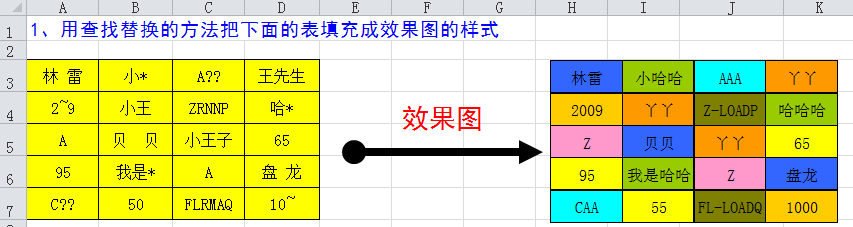 A B C D E F G H I J K
1 1、用查找替换的方法把下面的表填充成效果图的样式
2
3 林 雷 小* A?? 王先生 林雷 小哈哈 AAA 丫丫
4 2~9 小王 ZRNNP 哈* 效果图 2009 丫丫 Z-LOADP 哈哈哈
5 A 贝 贝 小王子 65 Z 贝贝 丫丫 65
6 95 我是* A 盘 龙 95 我是哈哈 Z 盘龙
7 C?? 50 FLRMAQ 10~ CAA 55 FL-LOADQ 1000